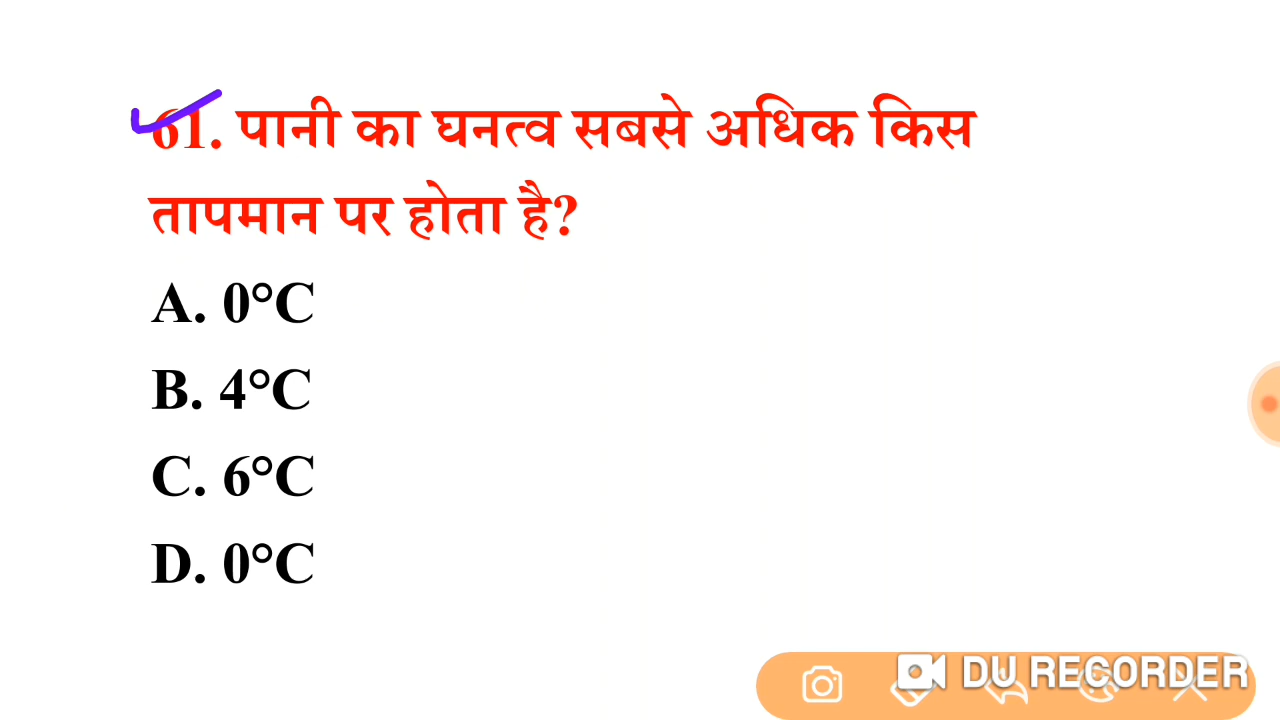 61. पानी का घनत्व सबसे अधिक किस
तापमान पर होता है?
A. 0°C
B. 4°C
C. 6°C
D. 0°C
DU RECORDER